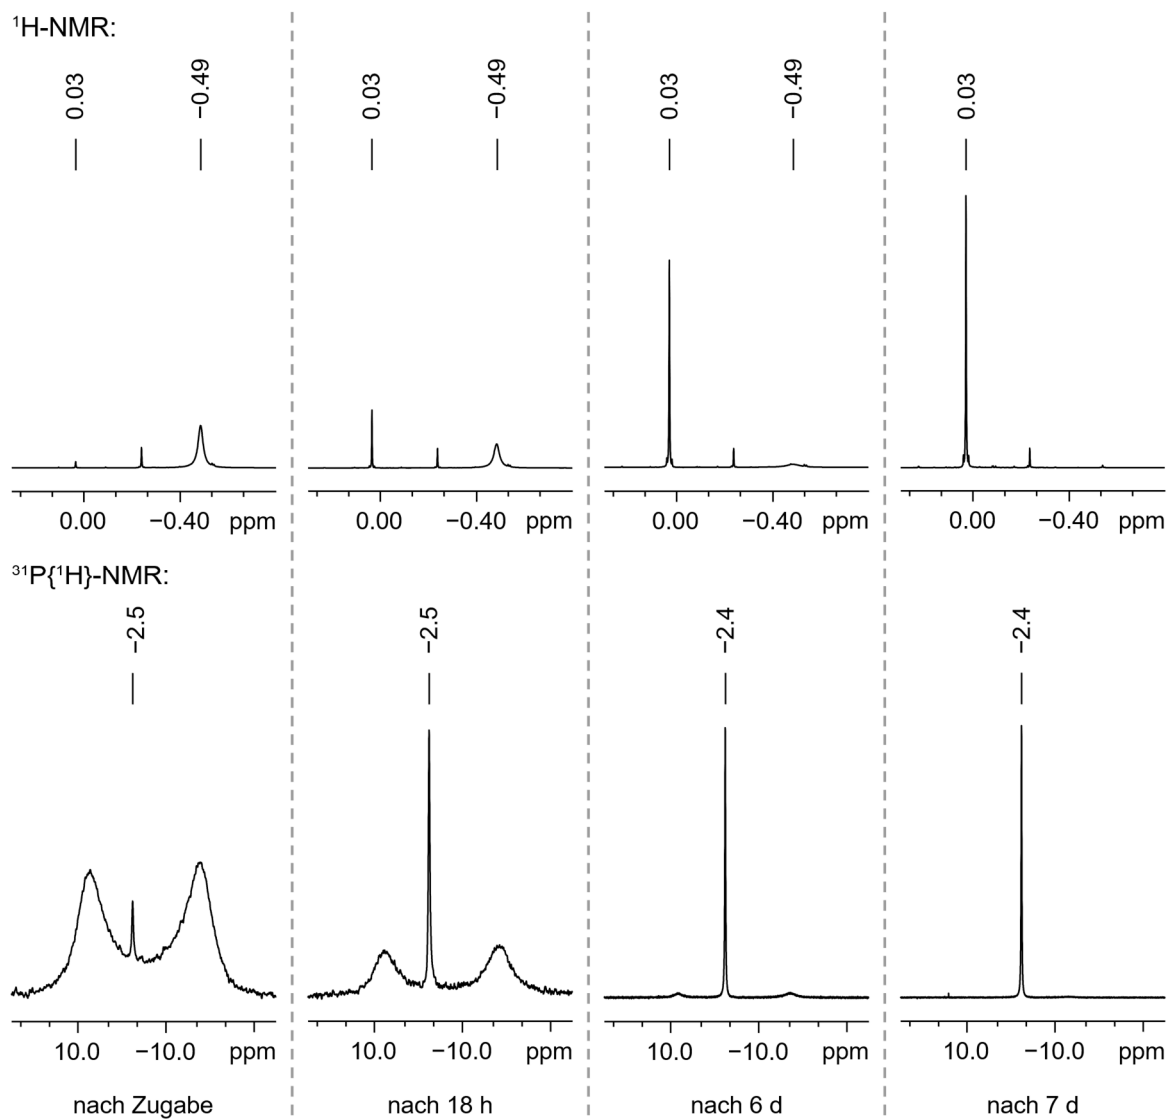 ¹H-NMR:
0.03 −0.49 0.03 −0.49 0.03 −0.49 0.03
0.00 −0.40 ppm 0.00 −0.40 ppm 0.00 −0.40 ppm 0.00 −0.40 ppm
³¹P{¹H}-NMR:
−2.5 −2.5 −2.4 −2.4
10.0 −10.0 ppm 10.0 −10.0 ppm 10.0 −10.0 ppm 10.0 −10.0 ppm
nach Zugabe nach 18 h nach 6 d nach 7 d